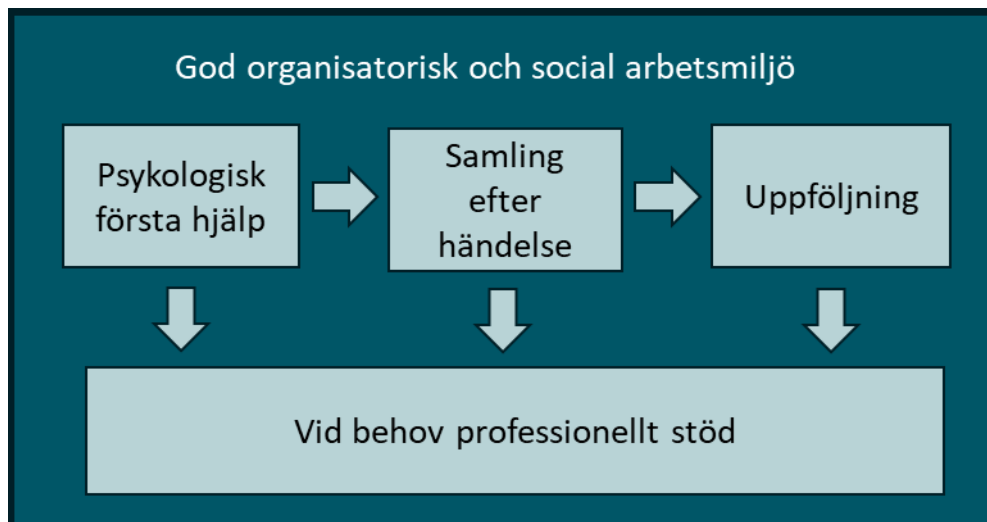 God organisatorisk och social arbetsmiljö
Psykologisk
första hjälp
Samling
efter
händelse
Uppföljning
Vid behov professionellt stöd